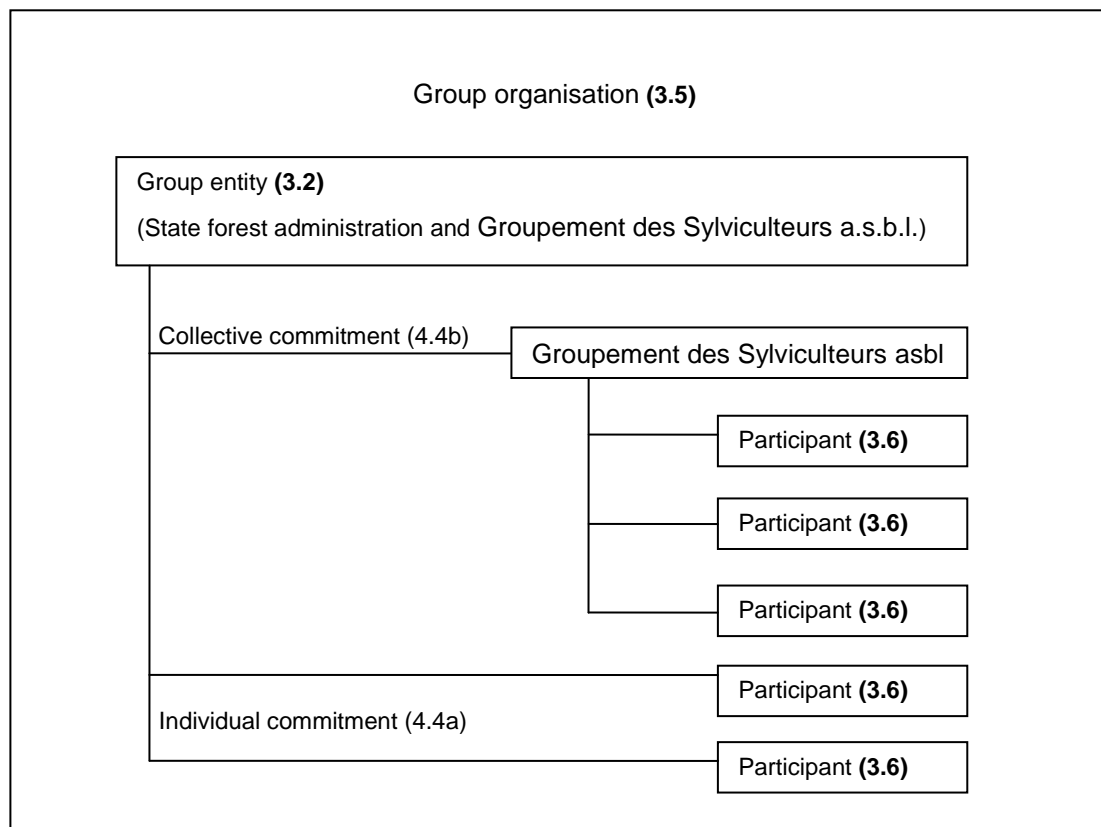 Group organisation (3.5)
Group entity (3.2)
(State forest administration and Groupement des Sylviculteurs a.s.b.l.)
Collective commitment (4.4b)
Groupement des Sylviculteurs asbl
Participant (3.6)
Participant (3.6)
Participant (3.6)
Participant (3.6)
Individual commitment (4.4a)
Participant (3.6)